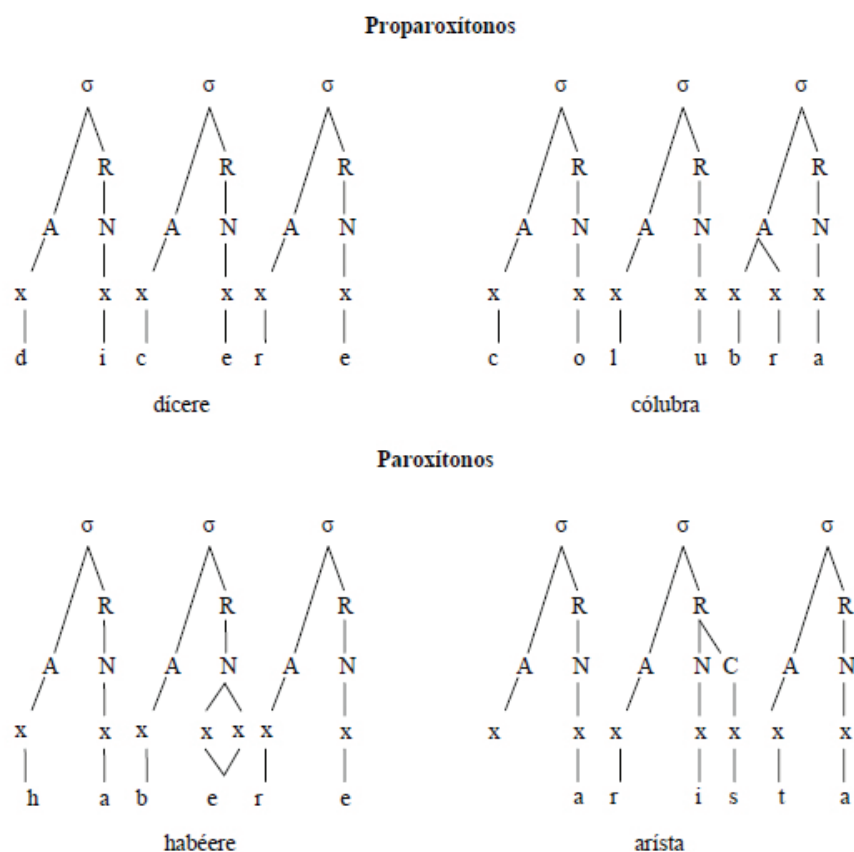 Proparoxítonos
σ σ σ σ σ σ
R R R R R R
A N A N A N A N A N A N
x x x x x x x x x x x x x
d i c e r e c o l u b r a
dícere cólubra
Paroxítonos
σ σ σ σ σ σ
R R R R R R
A N A N A N A N A N C A N
x x x x x x x x x x x x x x
h a b e r e a r i s t a
habéere arísta